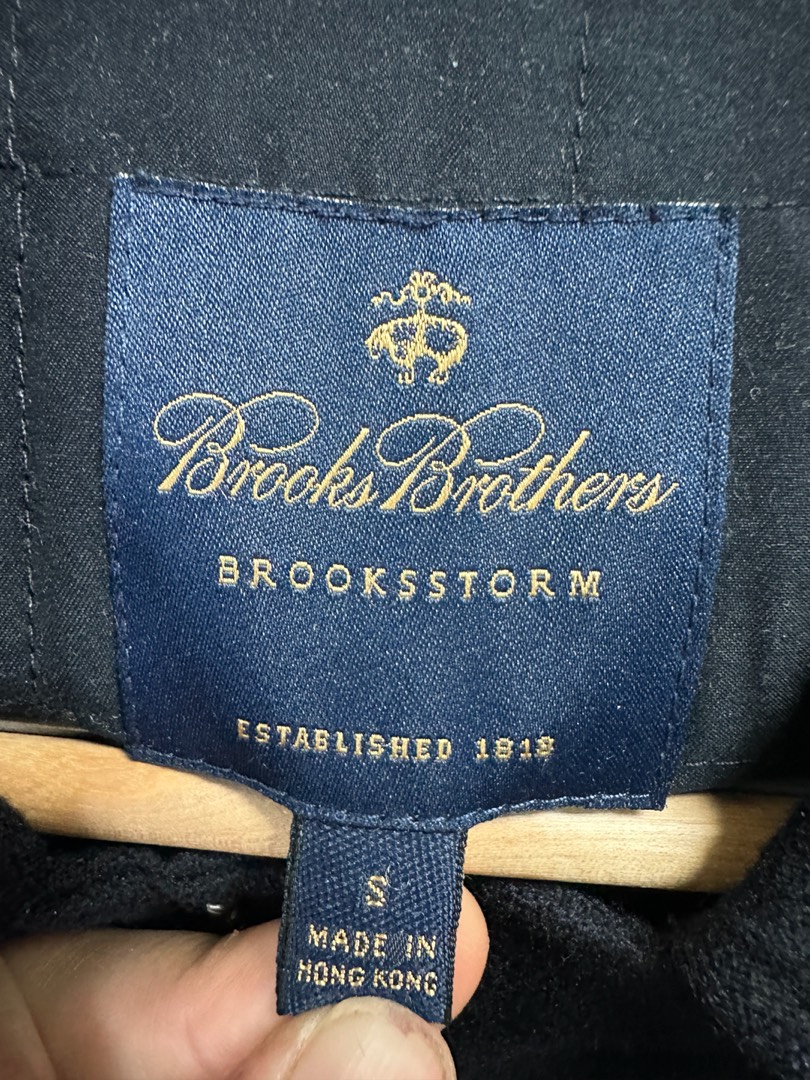 Brooks Brothers
BROOKSSTORM
ESTABLISHED 1818
S
MADE IN
HONG KONG